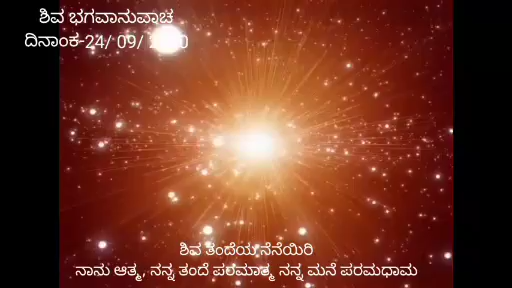 ಶಿವ ಭಗವಾನುವಾಚ
ದಿನಾಂಕ-24/ 09/
ಶಿವ ತಂದೆಯ ನೆನೆಯಿರಿ
ನಾನು ಆತ್ಮ, ನನ್ನ ತಂದೆ ಪರಮಾತ್ಮ ನನ್ನ ಮನೆ ಪರಮಧಾಮ